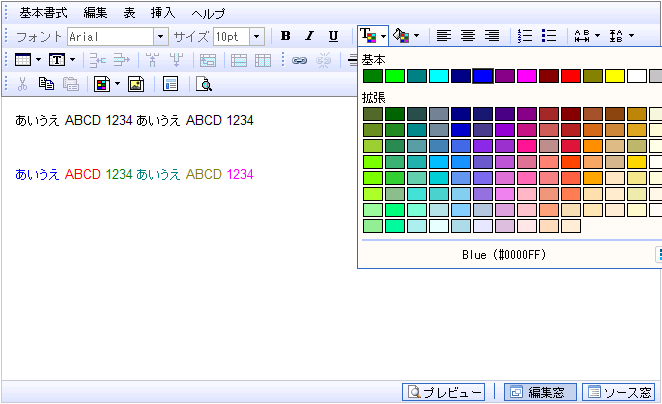 基本書式 編集 表 挿入 ヘルプ
フォント Arial サイズ 10pt B I U T
基本
拡張
あいうえ ABCD 1234 あいうえ ABCD 1234
あいうえ ABCD 1234 あいうえ ABCD 1234
Blue (#0000FF)
プレビュー 編集窓 ソース窓